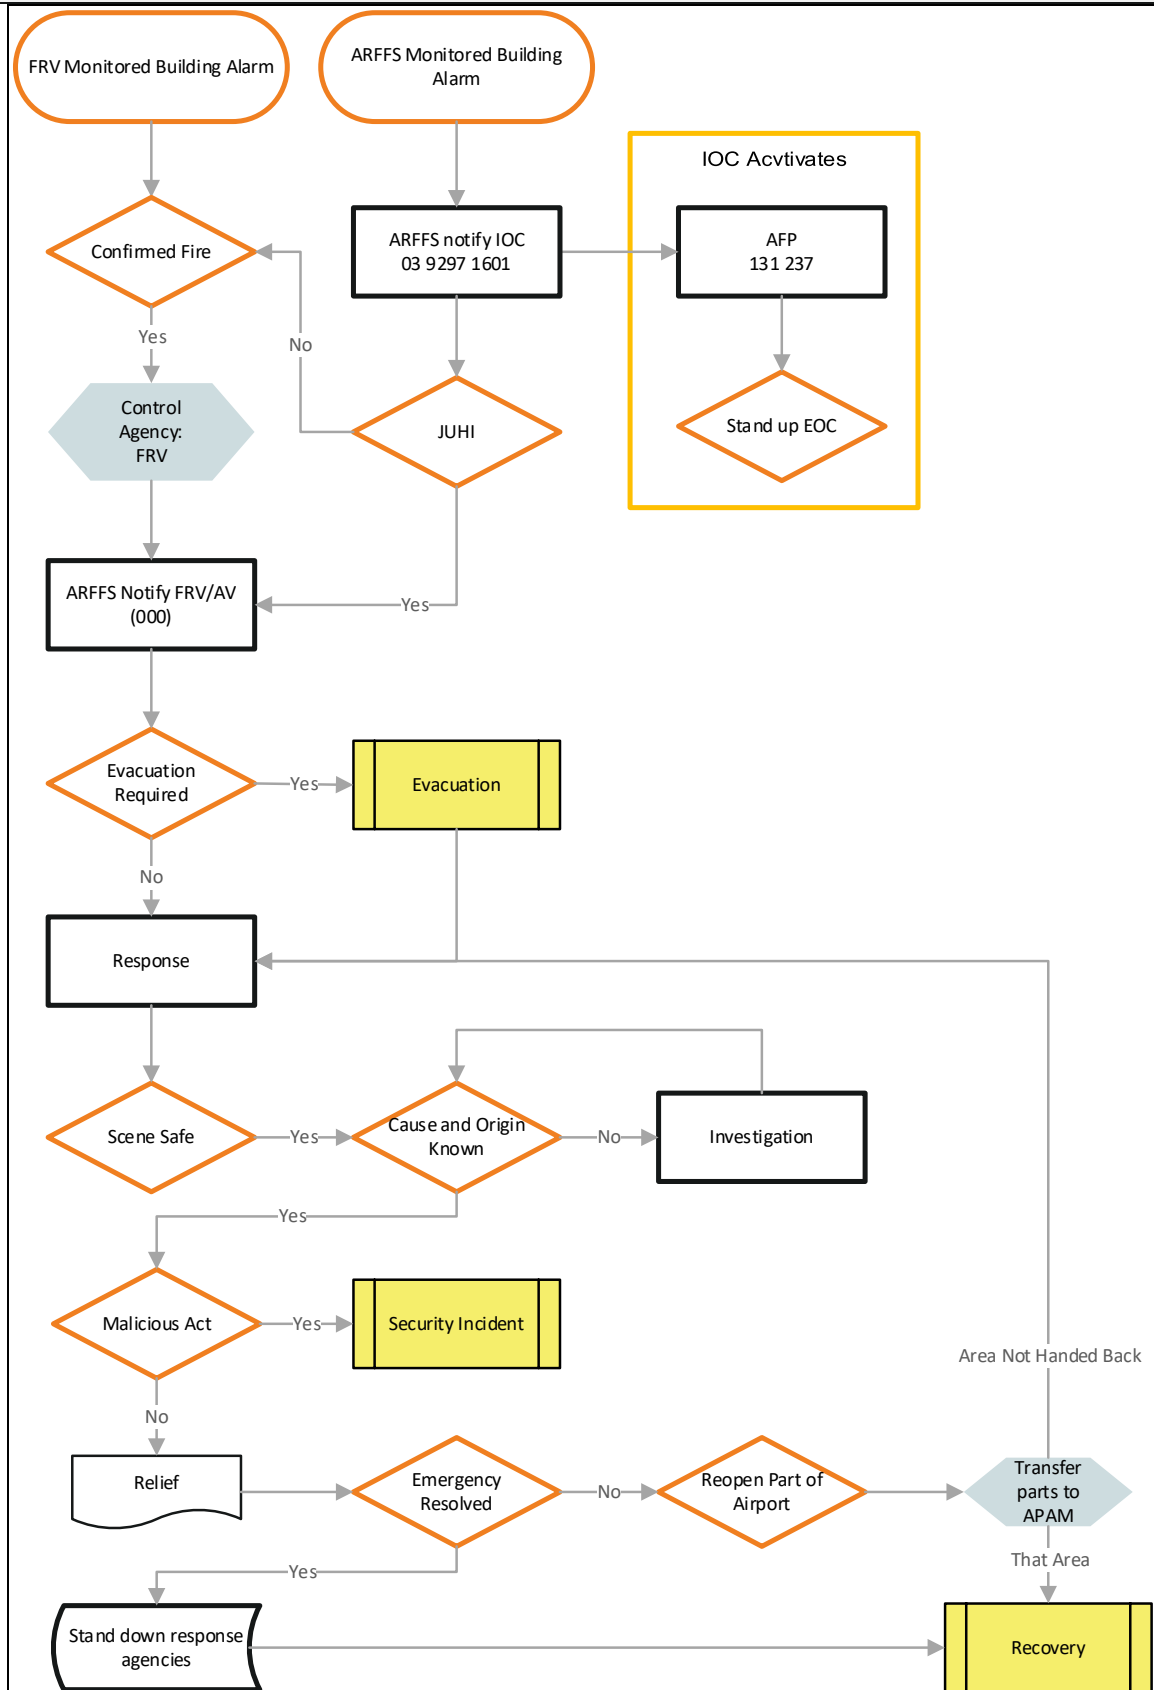 FRV Monitored Building Alarm
ARFFS Monitored Building
Alarm
IOC Acvtivates
Confirmed Fire
ARFFS notify IOC
03 9297 1601
AFP
131 237
Yes
No
Control
Agency:
FRV
JUHI
Stand up EOC
ARFFS Notify FRV/AV
(000)
Yes
Evacuation
Required
Yes
Evacuation
No
Response
Scene Safe
Yes
Cause and Origin
Known
No
Investigation
Yes
Malicious Act
Yes
Security Incident
Area Not Handed Back
No
Relief
Emergency
Resolved
No
Reopen Part of
Airport
Transfer
parts to
APAM
Yes
That Area
Stand down response
agencies
Recovery